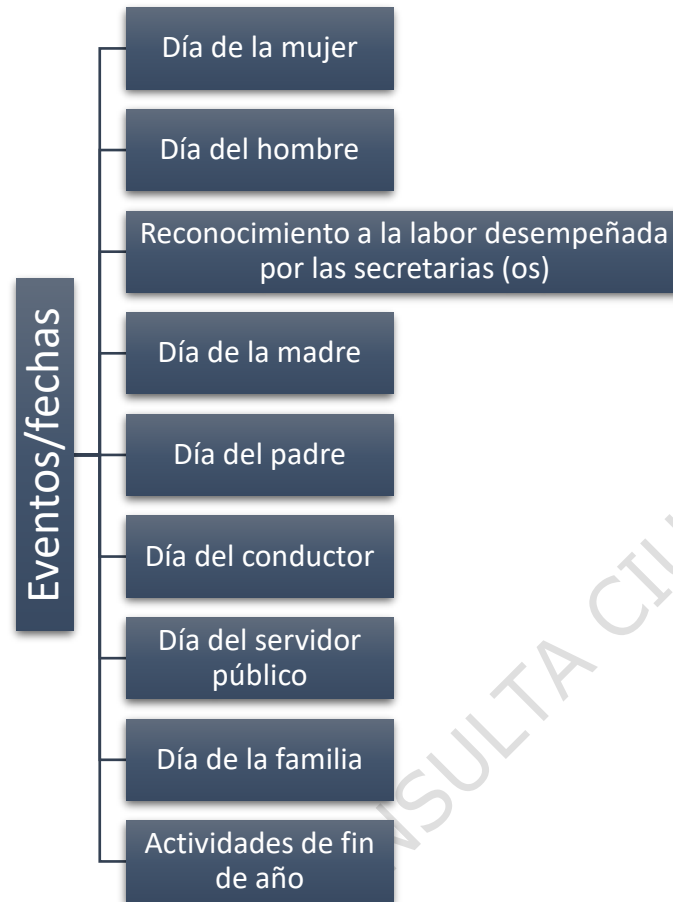 Eventos/fechas
Día de la mujer
Día del hombre
Reconocimiento a la labor desempeñada
por las secretarias (os)
Día de la madre
Día del padre
Día del conductor
Día del servidor
público
Día de la familia
Actividades de fin
de año